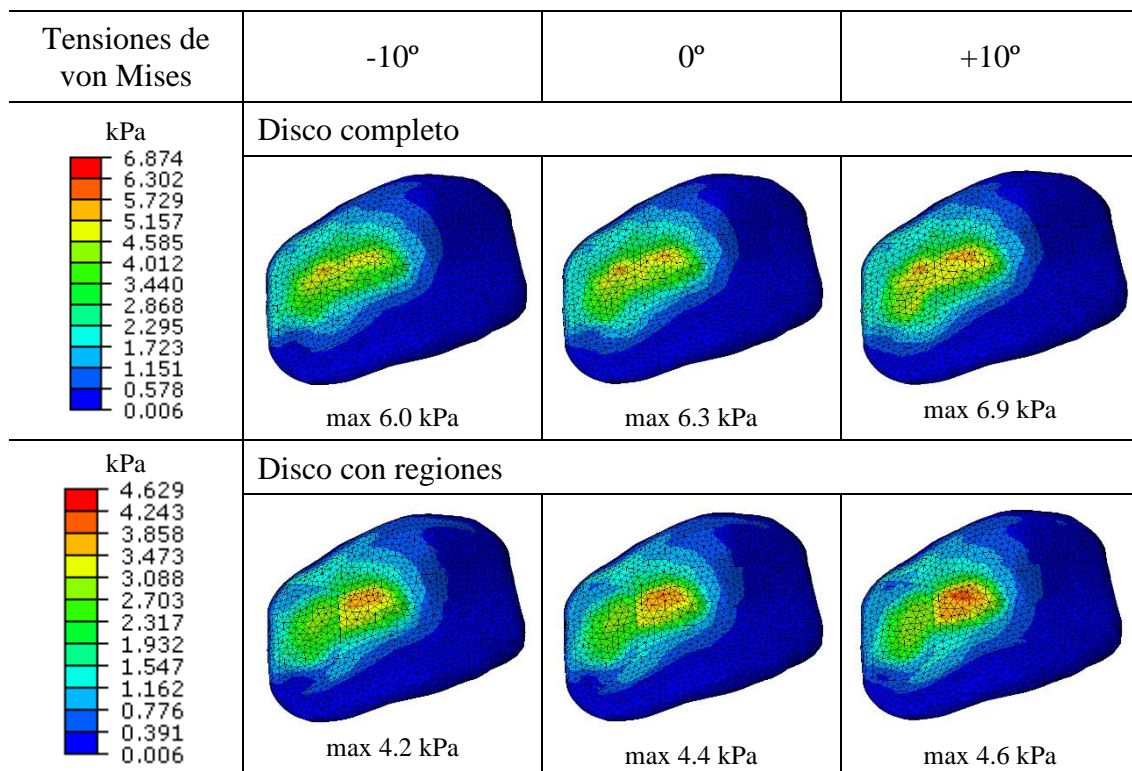 Tensiones de
von Mises
-10º
0º
+10º
kPa
6.874
6.302
5.729
5.157
4.585
4.012
3.440
2.868
2.295
1.723
1.151
0.578
0.006
Disco completo
max 6.0 kPa
max 6.3 kPa
max 6.9 kPa
kPa
4.629
4.243
3.858
3.473
3.088
2.703
2.317
1.932
1.547
1.162
0.776
0.391
0.006
Disco con regiones
max 4.2 kPa
max 4.4 kPa
max 4.6 kPa